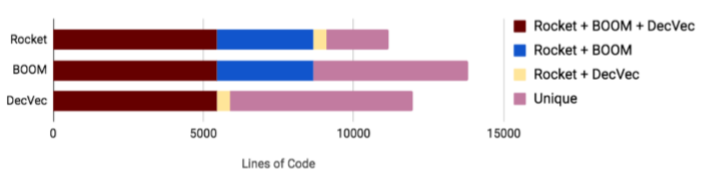 Rocket
BOOM
DecVec
0 5000 10000 15000
Lines of Code
Rocket + BOOM + DecVec
Rocket + BOOM
Rocket + DecVec
Unique